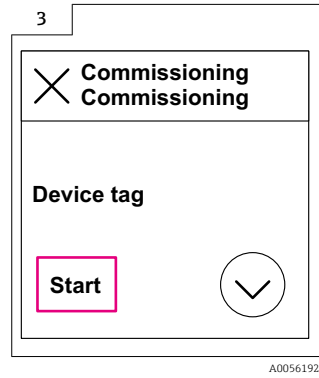 3
Commissioning
Commissioning
Device tag
Start
A0056192